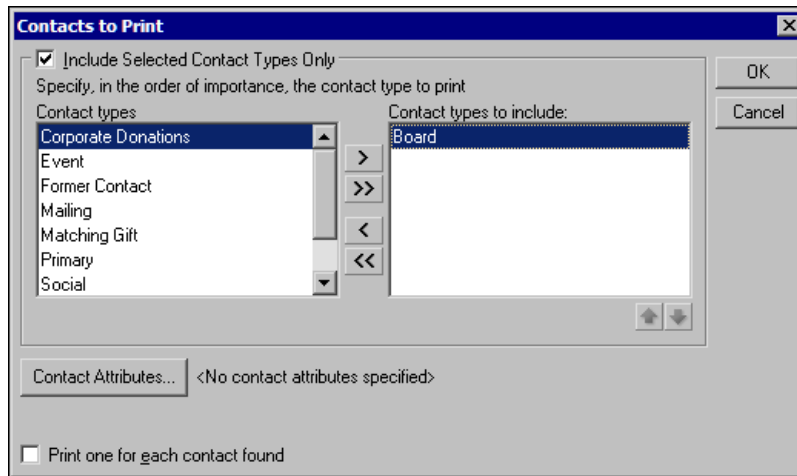 Contacts to Print
Include Selected Contact Types Only
OK
Specify, in the order of importance, the contact type to print
Contact types
Contact types to include:
Cancel
Corporate Donations
Board
Event
>
Former Contact
>>
Mailing
Matching Gift
<
Primary
<<
Social
Contact Attributes... <No contact attributes specified>
Print one for each contact found